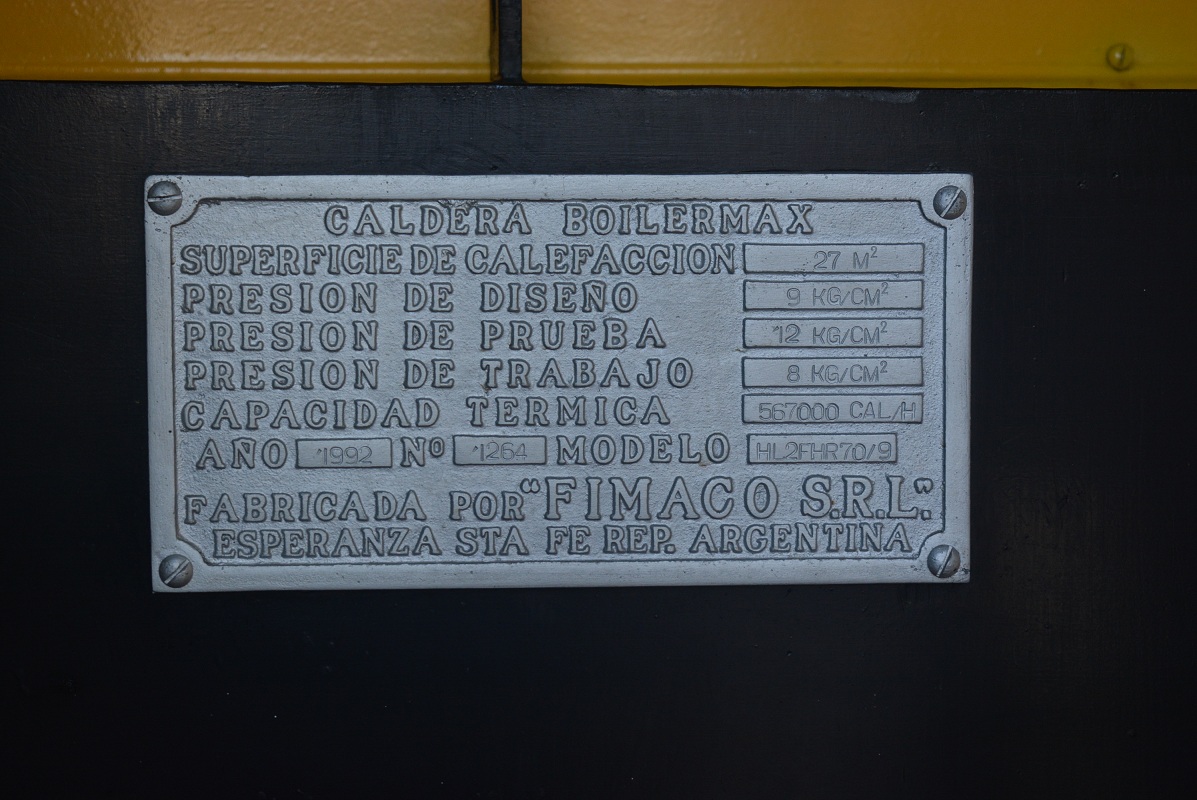 CALDERA BOILERMAX
SUPERFICIE DE CALEFACCION 27 M²
PRESION DE DISEÑO 9 KG/CM²
PRESION DE PRUEBA 12 KG/CM²
PRESION DE TRABAJO 8 KG/CM²
CAPACIDAD TERMICA 567000 CAL/H
AÑO 1992 Nº 1264 MODELO HL2FHR70/9
FABRICADA POR "FIMACO S.R.L."
ESPERANZA STA FE REP. ARGENTINA